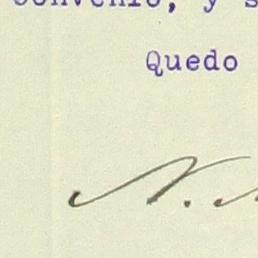 convenio, y s
Quedo
N.